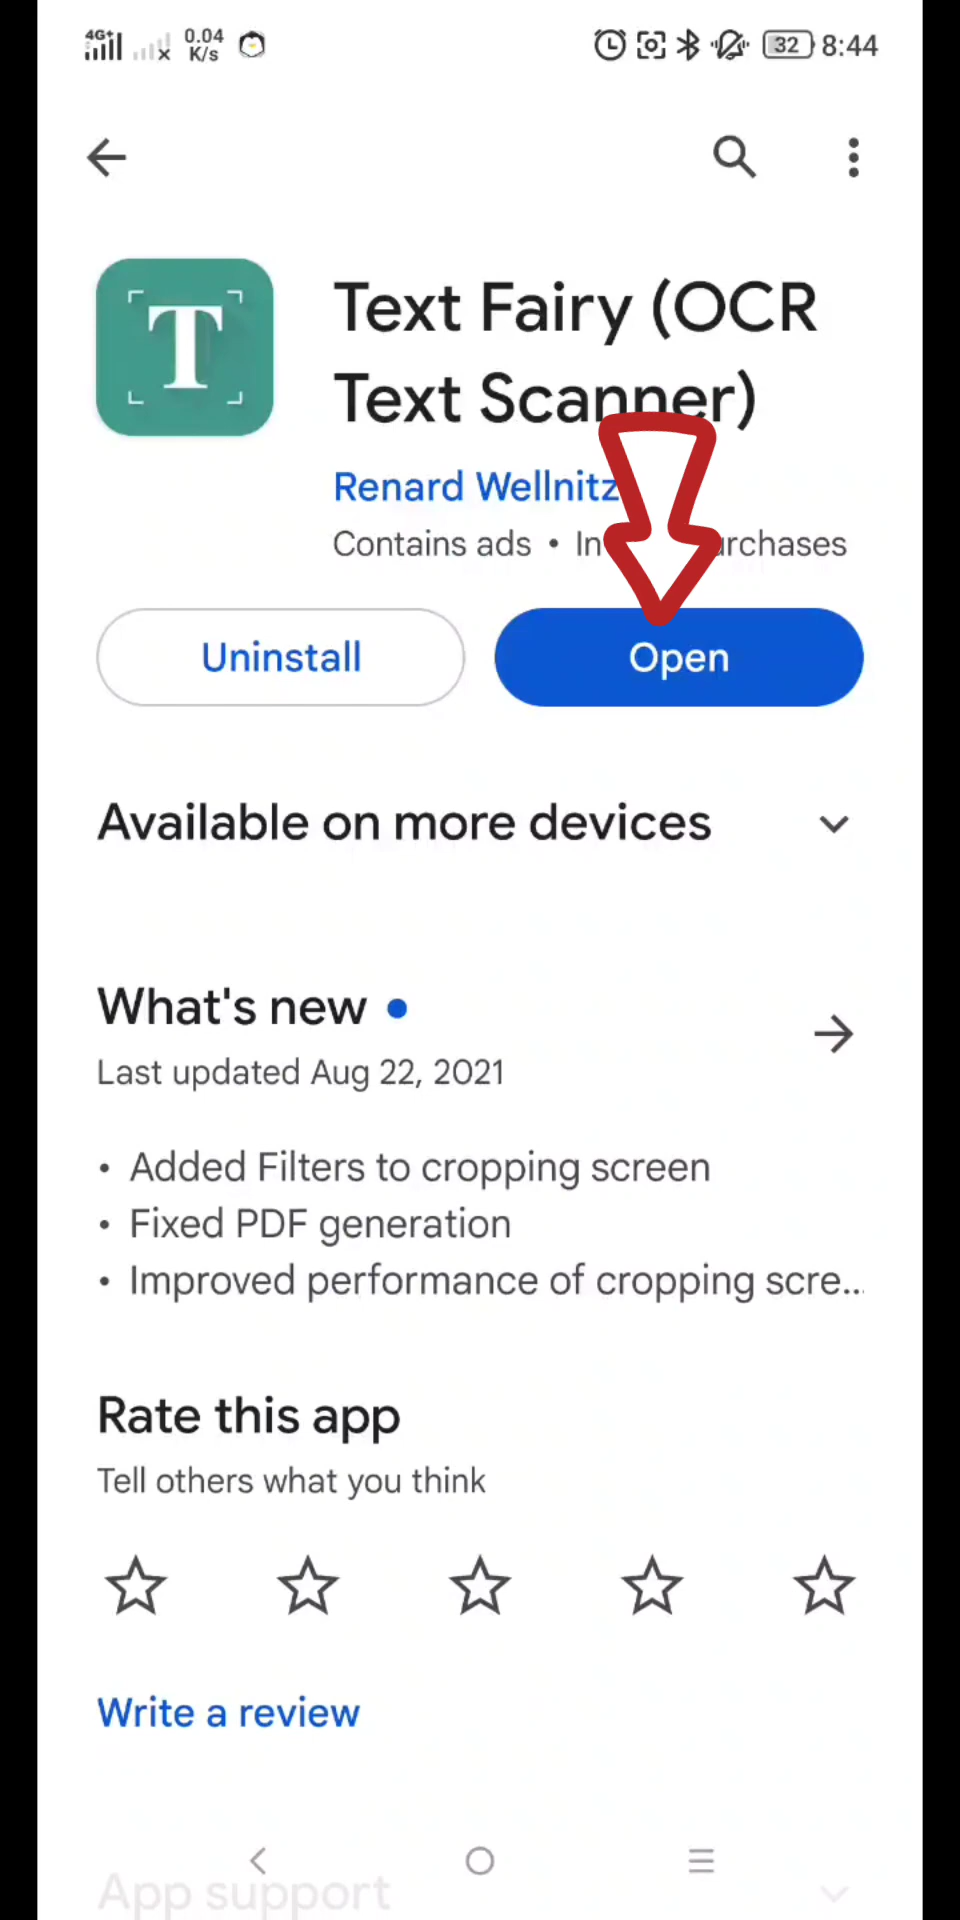 4G+ 0.04 K/s 32 8:44
T
Text Fairy (OCR
Text Scanner)
Renard Wellnitz
Contains ads • In
Uninstall Open
Available on more devices
What's new
Last updated Aug 22, 2021
• Added Filters to cropping screen
• Fixed PDF generation
• Improved performance of cropping scre...
Rate this app
Tell others what you think
Write a review
App support